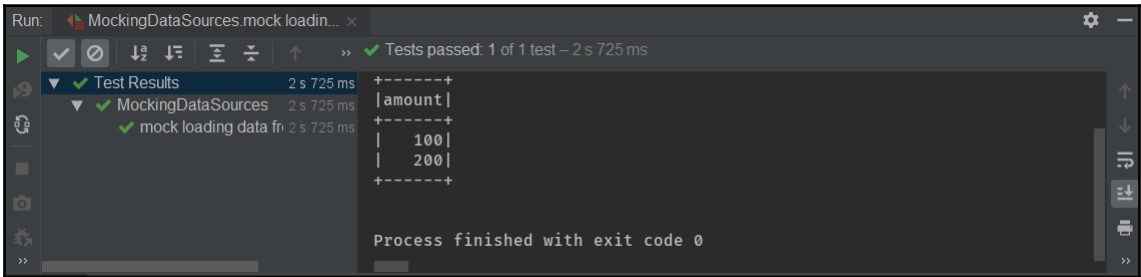 Run: MockingDataSources.mock loadin... ×
>> Tests passed: 1 of 1 test – 2 s 725 ms
Test Results 2 s 725 ms
MockingDataSources 2 s 725 ms
mock loading data fr 2 s 725 ms
+------+
|amount|
+------+
|   100|
|   200|
+------+
Process finished with exit code 0
>>
>>